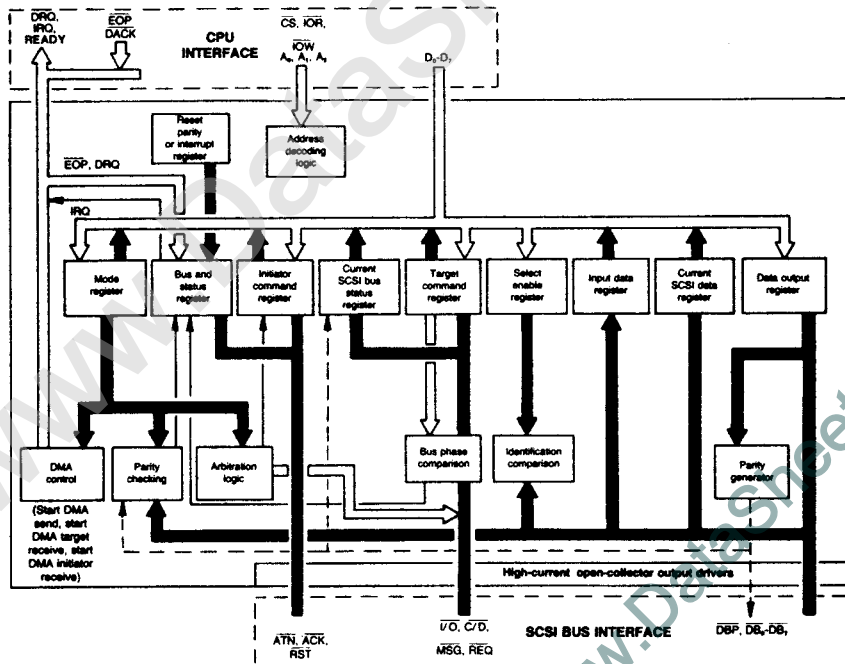 DRQ,
IRQ,
READY
EOP
DACK
CPU
INTERFACE
CS, IOR,
IOW
A₀, A₁, A₂
D₀-D₇
Reset
parity
or interrupt
register
Address
decoding
logic
EOP, DRQ
IRQ
Mode
register
Bus and
status
register
Initiator
command
register
Current
SCSI bus
status
register
Target
command
register
Select
enable
register
Input data
register
Current
SCSI data
register
Data output
register
DMA
control
Parity
checking
Arbitration
logic
Bus phase
comparison
Identification
comparison
Parity
generator
(Start DMA
send, start
DMA target
receive, start
DMA initiator
receive)
High-current open-collector output drivers
ATN, ACK,
RST
I/O, C/D,
MSG, REQ
SCSI BUS INTERFACE
DBP, DB₀-DB₇
www.DataSheet
www.DataSheet